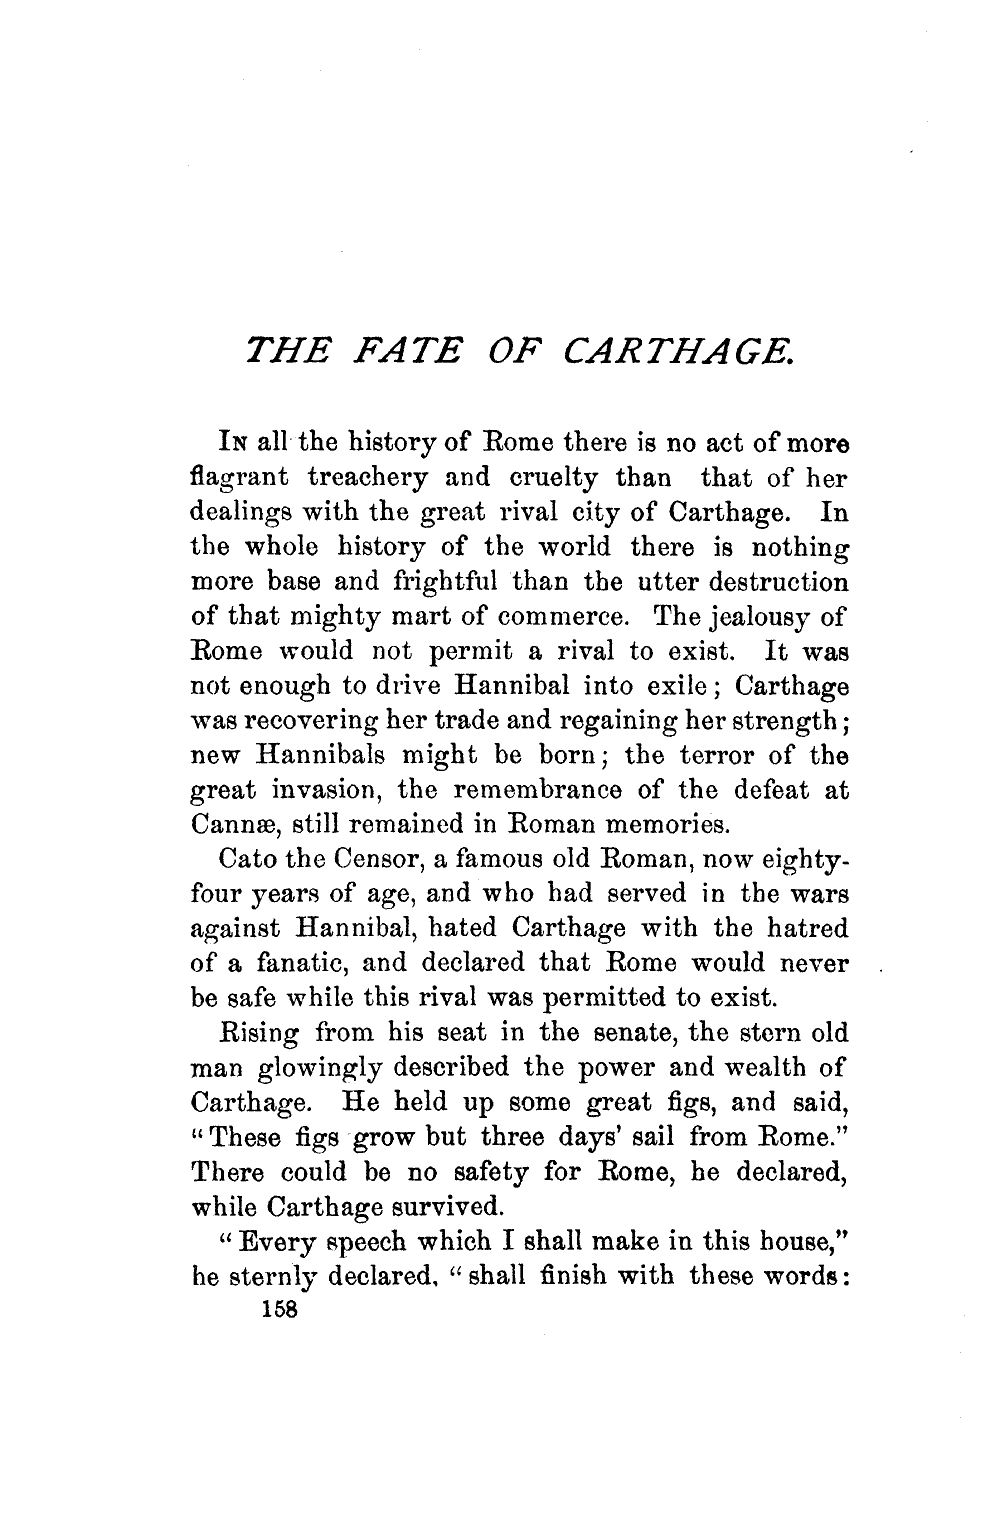 THE FATE OF CARTHAGE.
IN all the history of Rome there is no act of more
flagrant treachery and cruelty than that of her
dealings with the great rival city of Carthage. In
the whole history of the world there is nothing
more base and frightful than the utter destruction
of that mighty mart of commerce. The jealousy of
Rome would not permit a rival to exist. It was
not enough to drive Hannibal into exile; Carthage
was recovering her trade and regaining her strength;
new Hannibals might be born; the terror of the
great invasion, the remembrance of the defeat at
Cannæ, still remained in Roman memories.
Cato the Censor, a famous old Roman, now eighty-
four years of age, and who had served in the wars
against Hannibal, hated Carthage with the hatred
of a fanatic, and declared that Rome would never
be safe while this rival was permitted to exist.
Rising from his seat in the senate, the stern old
man glowingly described the power and wealth of
Carthage. He held up some great figs, and said,
“These figs grow but three days’ sail from Rome.”
There could be no safety for Rome, he declared,
while Carthage survived.
“Every speech which I shall make in this house,”
he sternly declared, “shall finish with these words:
158